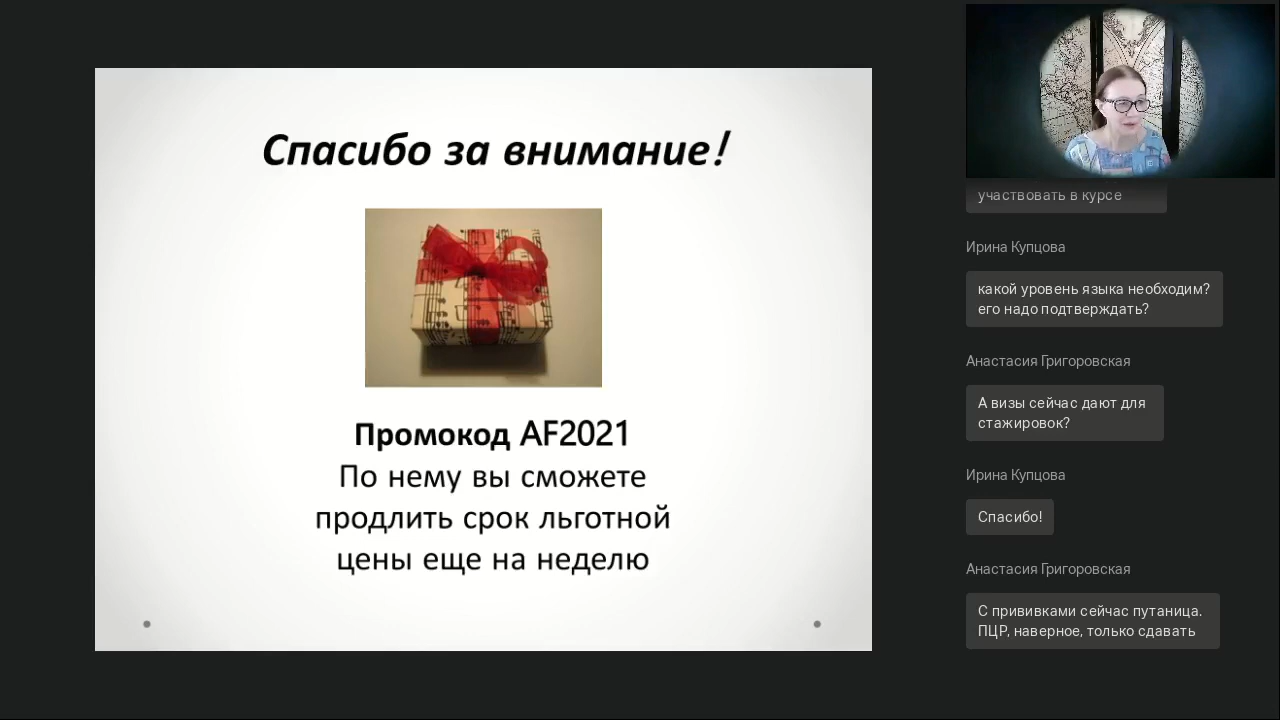 Спасибо за внимание!
Промокод AF2021
По нему вы сможете
продлить срок льготной
цены еще на неделю
участвовать в курсе
Ирина Купцова
какой уровень языка необходим?
его надо подтверждать?
Анастасия Григоровская
А визы сейчас дают для
стажировок?
Ирина Купцова
Спасибо!
Анастасия Григоровская
С прививками сейчас путаница.
ПЦР, наверное, только сдавать